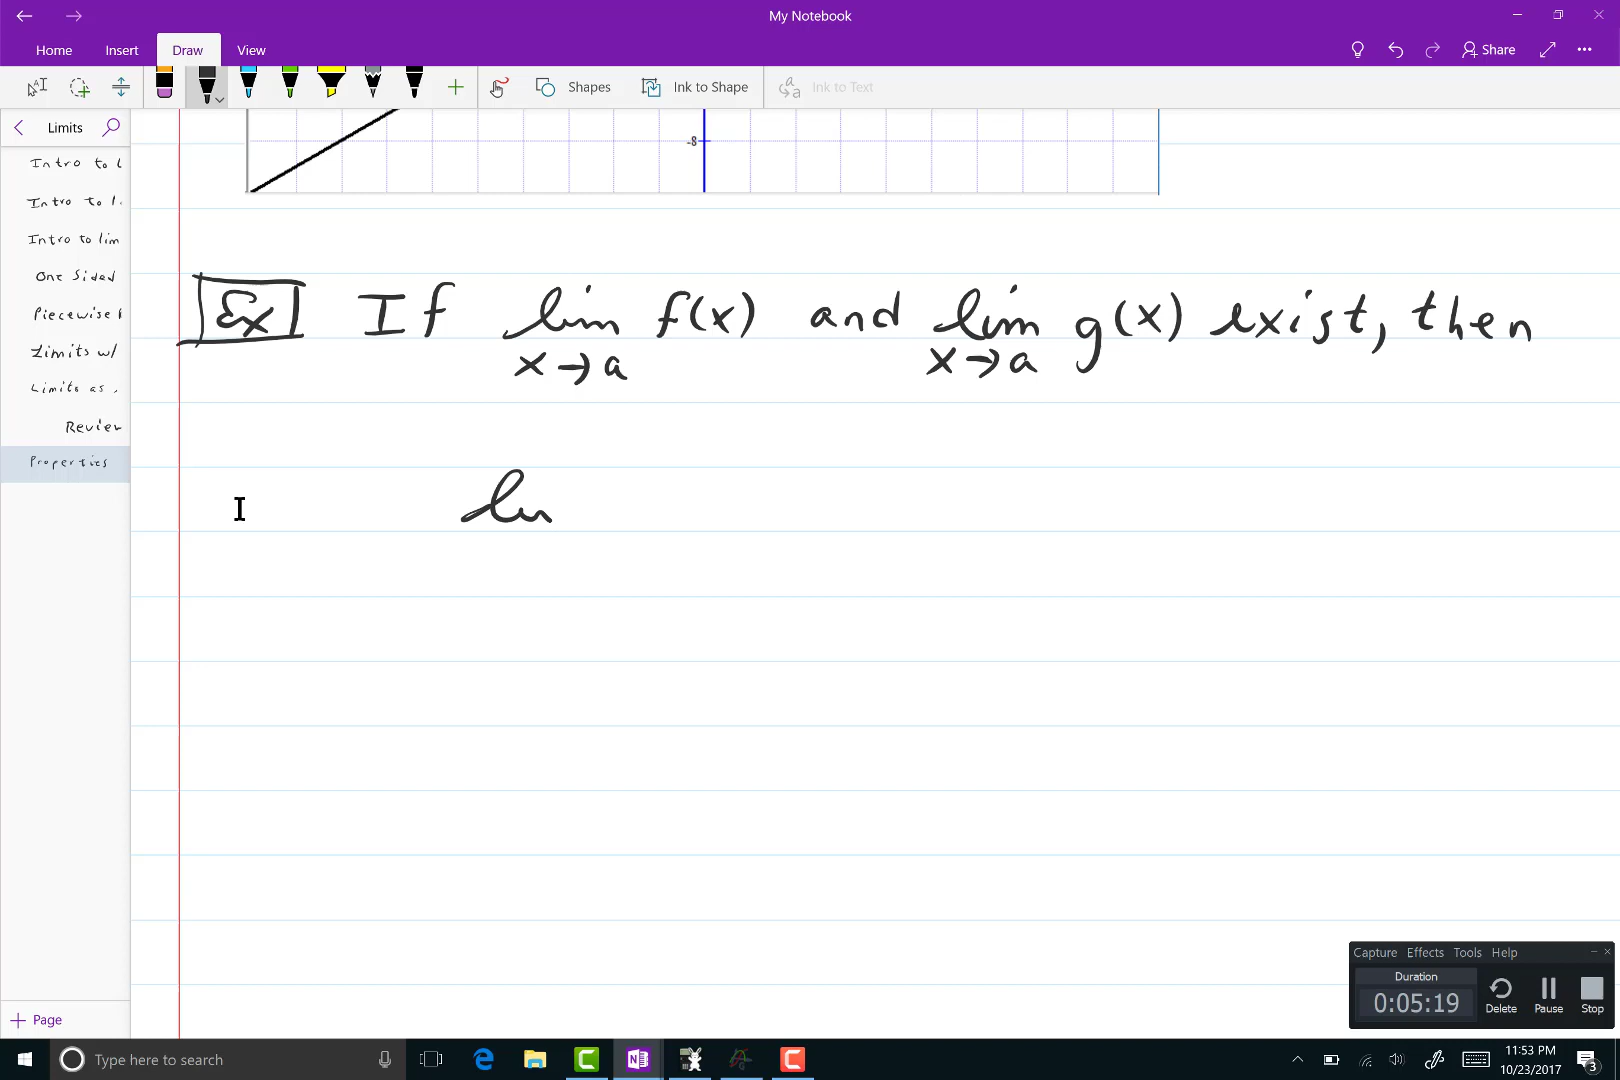 My Notebook
Home Insert Draw View
Share
Shapes Ink to Shape Ink to Text
Limits
Intro to l
Intro to l
Intro to lim
One Sided
Piecewise
Limits w/
Limits as
Review
Properties
Page
-8
Ex If lim f(x) and lim g(x) exist, then
x→a x→a
Capture Effects Tools Help
Duration
0:05:19
Delete Pause Stop
Type here to search
11:53 PM
10/23/2017
3